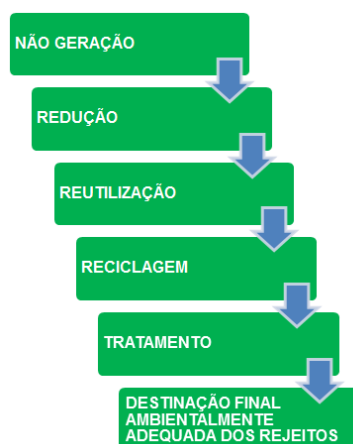 NÃO GERAÇÃO
REDUÇÃO
REUTILIZAÇÃO
RECICLAGEM
TRATAMENTO
DESTINAÇÃO FINAL
AMBIENTALMENTE
ADEQUADA DOS REJEITOS